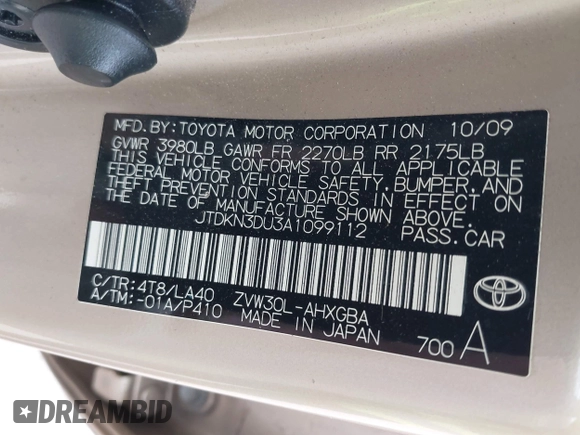 MFD. BY: TOYOTA MOTOR CORPORATION 10/09
GVWR 3980LB GAWR FR 2270LB RR 2175LB
THIS VEHICLE CONFORMS TO ALL APPLICABLE
FEDERAL MOTOR VEHICLE SAFETY, BUMPER, AND
THEFT PREVENTION STANDARDS IN EFFECT ON
THE DATE OF MANUFACTURE SHOWN ABOVE.
JTDKN3DU3A1099112 PASS. CAR
C/TR: 4T8/LA40 ZVW30L-AHXGBA
A/TM: -01A/P410 MADE IN JAPAN
700 A
DREAMBID